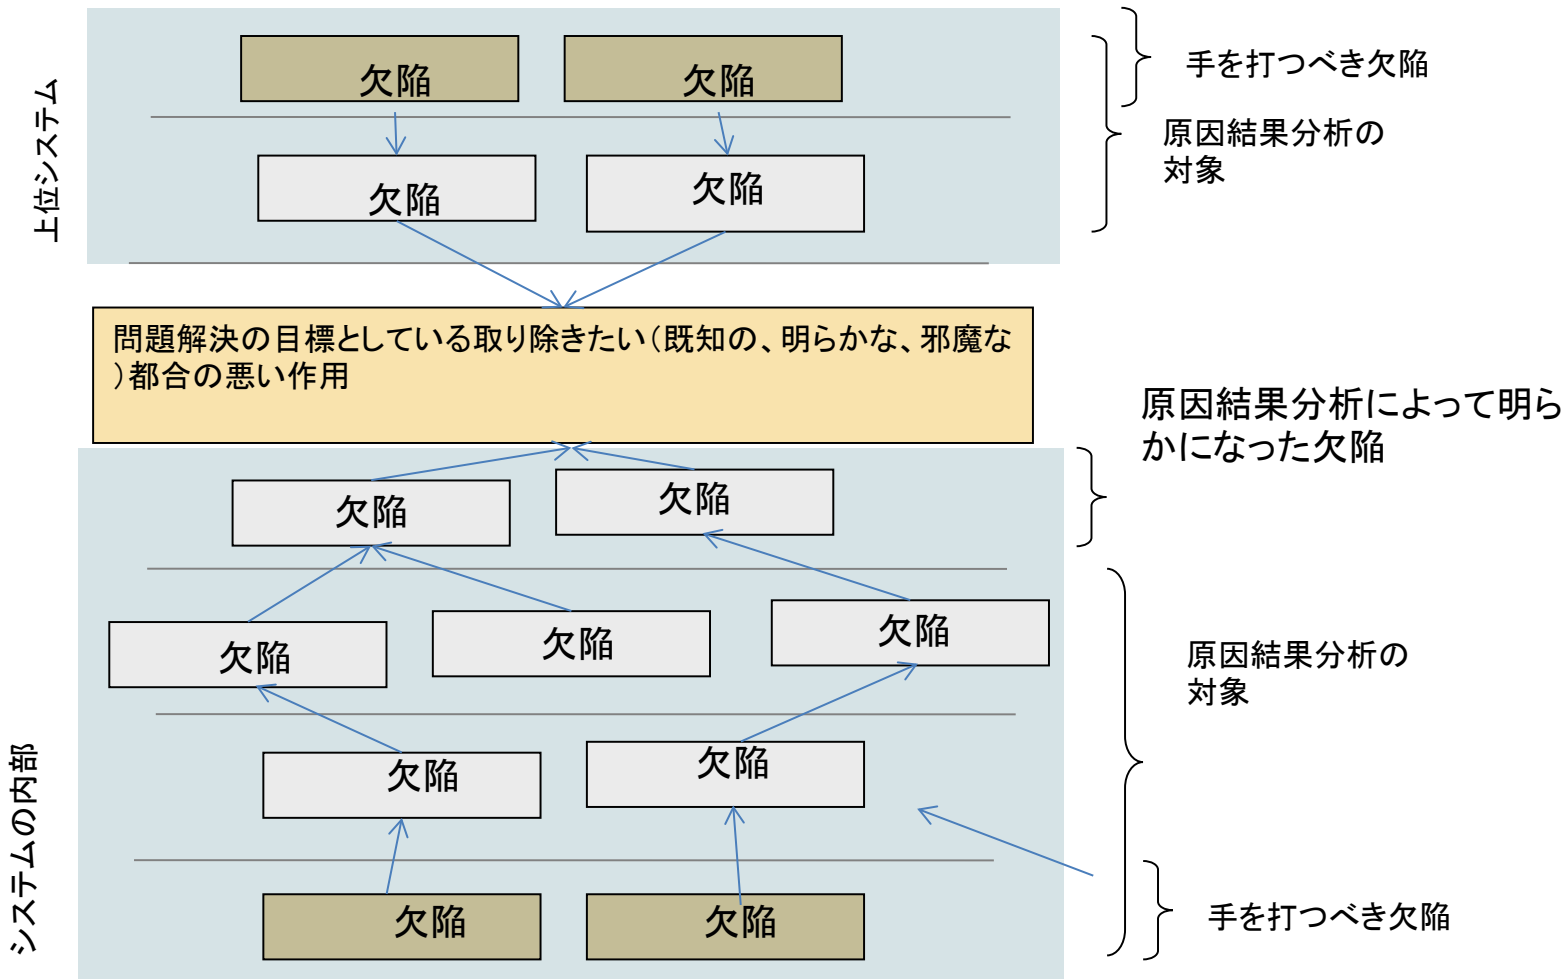 上位システム
欠陥
欠陥
手を打つべき欠陥
原因結果分析の
対象
欠陥
欠陥
問題解決の目標としている取り除きたい（既知の、明らかな、邪魔な
）都合の悪い作用
原因結果分析によって明ら
かになった欠陥
システムの内部
欠陥
欠陥
欠陥
欠陥
欠陥
原因結果分析の
対象
欠陥
欠陥
欠陥
欠陥
手を打つべき欠陥